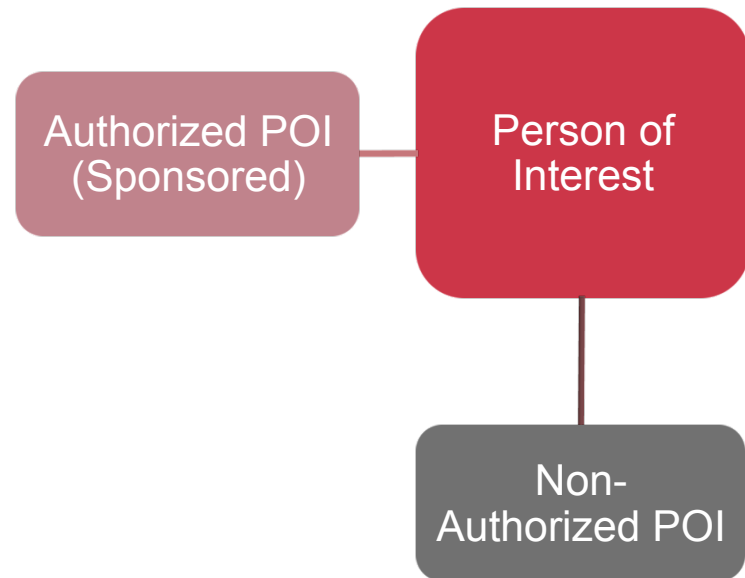 Authorized POI
(Sponsored)
Person of
Interest
Non-
Authorized POI